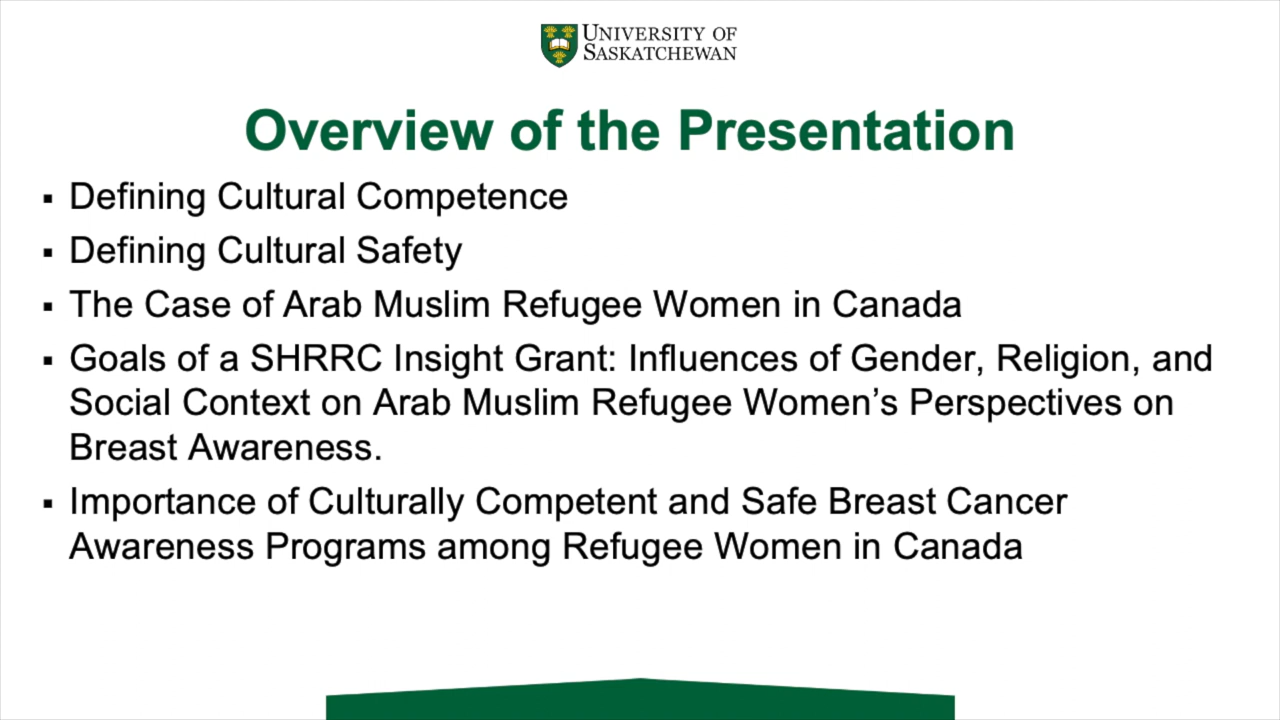 UNIVERSITY OF
SASKATCHEWAN
Overview of the Presentation
▪ Defining Cultural Competence
▪ Defining Cultural Safety
▪ The Case of Arab Muslim Refugee Women in Canada
▪ Goals of a SHRRC Insight Grant: Influences of Gender, Religion, and
Social Context on Arab Muslim Refugee Women’s Perspectives on
Breast Awareness.
▪ Importance of Culturally Competent and Safe Breast Cancer
Awareness Programs among Refugee Women in Canada